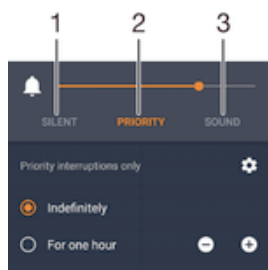 1 2 3
SILENT PRIORITY SOUND
Priority interruptions only
Indefinitely
For one hour